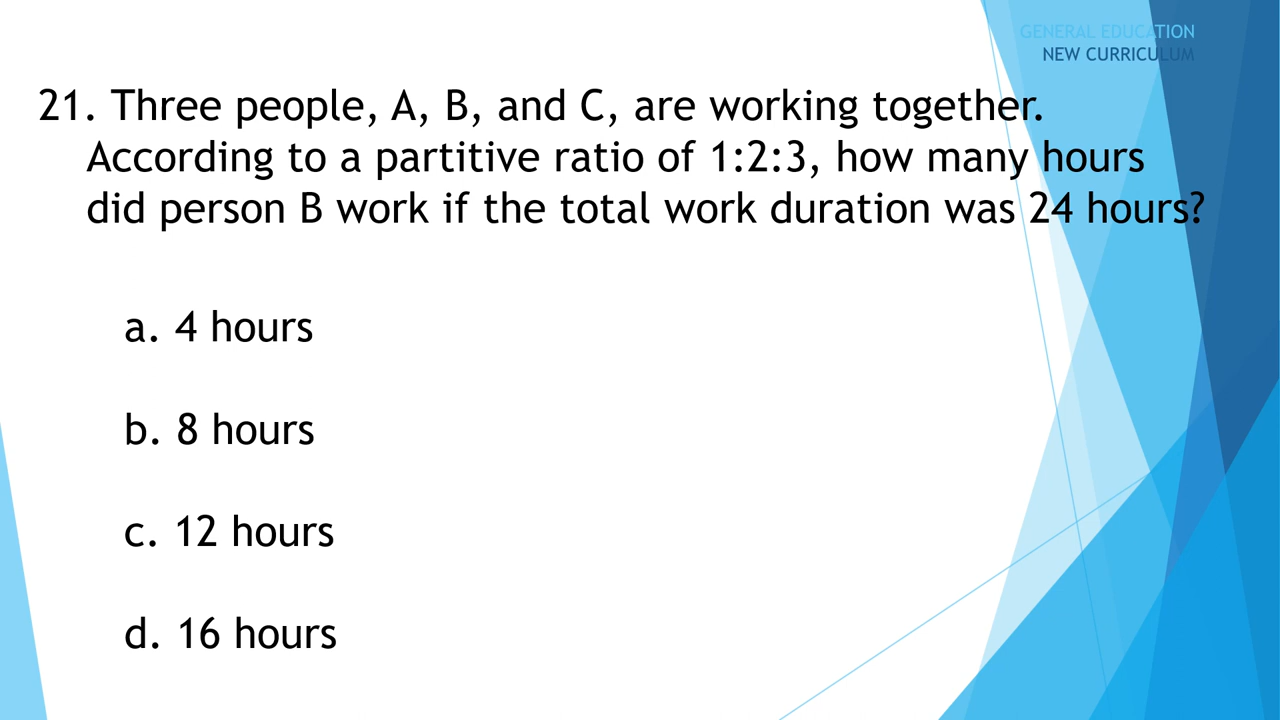 GENERAL EDUCATION
NEW CURRICULUM
21. Three people, A, B, and C, are working together.
According to a partitive ratio of 1:2:3, how many hours
did person B work if the total work duration was 24 hours?
a. 4 hours
b. 8 hours
c. 12 hours
d. 16 hours